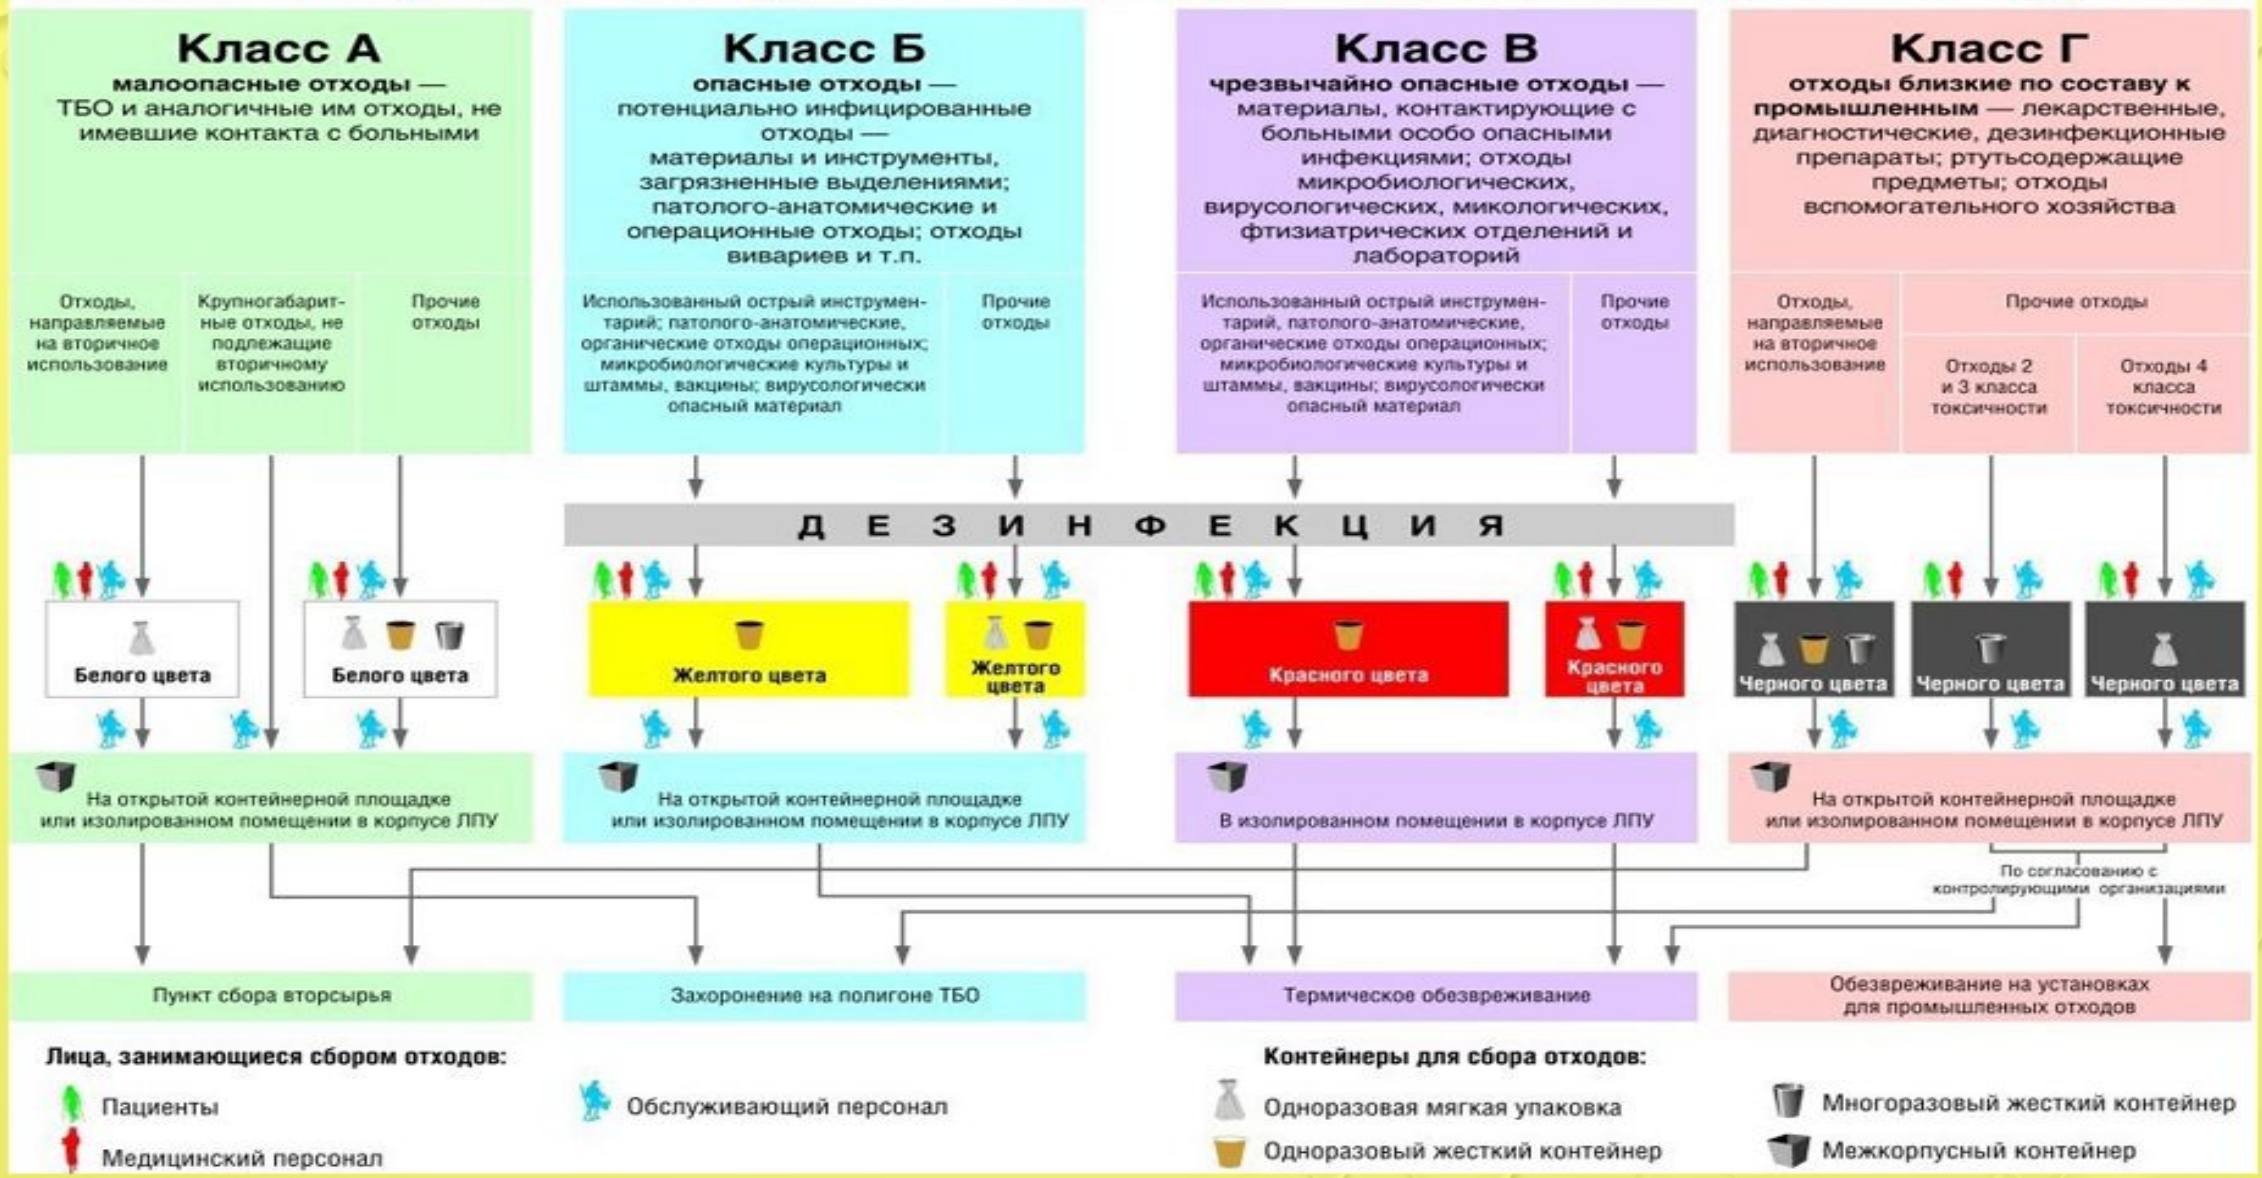 Класс А
малоопасные отходы —
ТБО и аналогичные им отходы, не
имевшие контакта с больными
Отходы,
направляемые
на вторичное
использование
Крупногабарит-
ные отходы, не
подлежащие
вторичному
использованию
Прочие
отходы
Класс Б
опасные отходы —
потенциально инфицированные
отходы —
материалы и инструменты,
загрязненные выделениями;
патолого-анатомические и
операционные отходы; отходы
вивариев и т.п.
Использованный острый инструмен-
тарий; патолого-анатомические,
органические отходы операционных;
микробиологические культуры и
штаммы, вакцины; вирусологически
опасный материал
Прочие
отходы
Класс В
чрезвычайно опасные отходы —
материалы, контактирующие с
больными особо опасными
инфекциями; отходы
микробиологических,
вирусологических, микологических,
фтизиатрических отделений и
лабораторий
Использованный острый инструмен-
тарий, патолого-анатомические,
органические отходы операционных;
микробиологические культуры и
штаммы, вакцины; вирусологически
опасный материал
Прочие
отходы
Класс Г
отходы близкие по составу к
промышленным — лекарственные,
диагностические, дезинфекционные
препараты; ртутьсодержащие
предметы; отходы
вспомогательного хозяйства
Отходы,
направляемые
на вторичное
использование
Прочие отходы
Отходы 2
и 3 класса
токсичности
Отходы 4
класса
токсичности
ДЕЗИНФЕКЦИЯ
Белого цвета
Белого цвета
Желтого цвета
Желтого
цвета
Красного цвета
Красного
цвета
Черного цвета
Черного цвета
Черного цвета
На открытой контейнерной площадке
или изолированном помещении в корпусе ЛПУ
На открытой контейнерной площадке
или изолированном помещении в корпусе ЛПУ
В изолированном помещении в корпусе ЛПУ
На открытой контейнерной площадке
или изолированном помещении в корпусе ЛПУ
По согласованию с
контролирующими организациями
Пункт сбора вторсырья
Захоронение на полигоне ТБО
Термическое обезвреживание
Обезвреживание на установках
для промышленных отходов
Лица, занимающиеся сбором отходов:
Пациенты
Медицинский персонал
Обслуживающий персонал
Контейнеры для сбора отходов:
Одноразовая мягкая упаковка
Одноразовый жесткий контейнер
Многоразовый жесткий контейнер
Межкорпусный контейнер